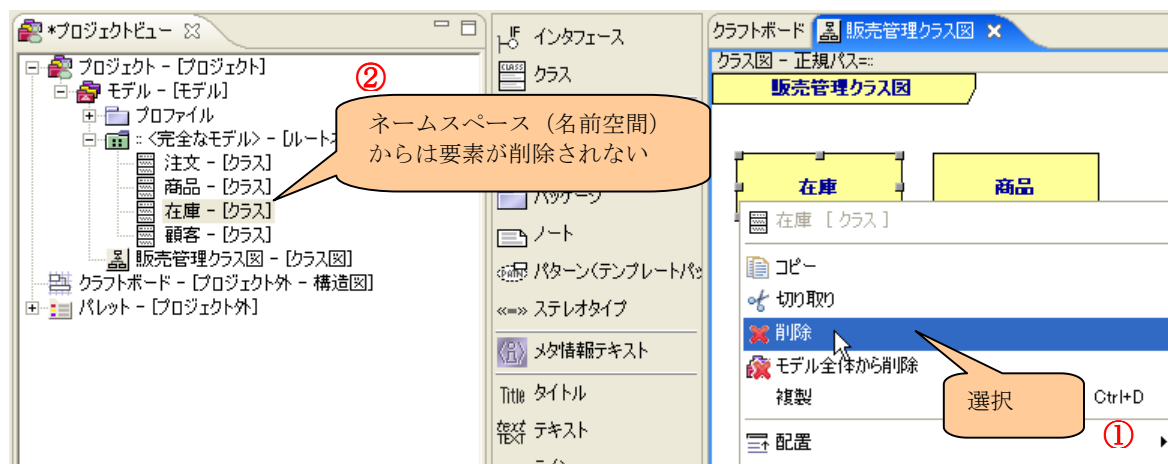 *プロジェクトビュー
プロジェクト - [プロジェクト]
②
モデル - [モデル]
プロファイル
:: <完全なモデル> - [ルート
注文 - [クラス]
商品 - [クラス]
在庫 - [クラス]
顧客 - [クラス]
販売管理クラス図 - [クラス図]
クラフトボード - [プロジェクト外 - 構造図]
パレット - [プロジェクト外]
ネームスペース（名前空間）
からは要素が削除されない
インタフェース
CLASS クラス
パッケージ
ノート
パターン(テンプレートパッ
«=» ステレオタイプ
メタ情報テキスト
Title タイトル
text TEXT テキスト
クラフトボード
販売管理クラス図
クラス図 - 正規パス=::
販売管理クラス図
在庫
商品
在庫 [ クラス ]
コピー
切り取り
削除
モデル全体から削除
複製 Ctrl+D
選択
配置
①